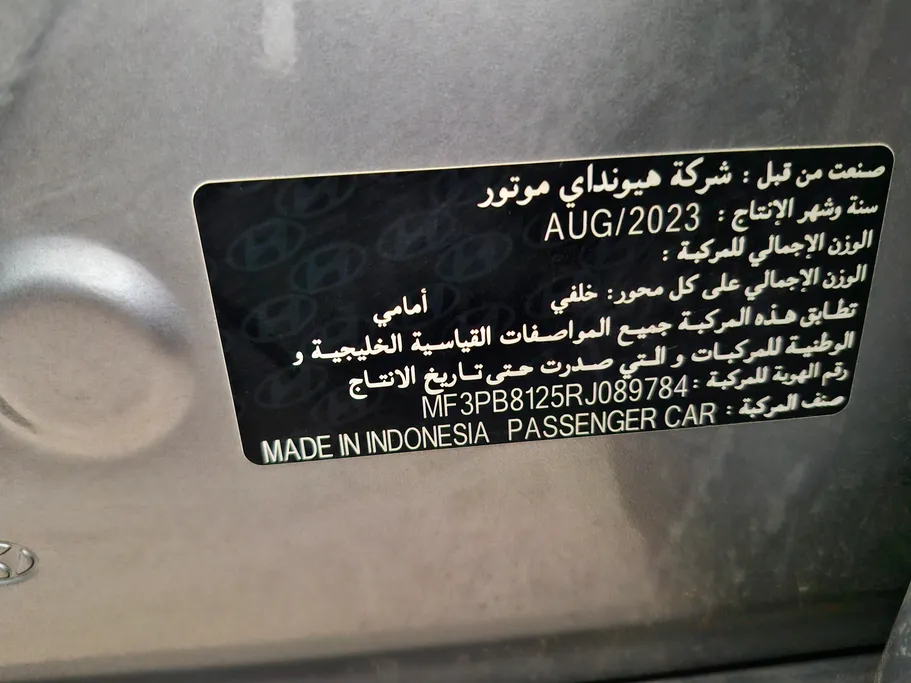 صنعت من قبل : شركة هيونداي موتور
سنة وشهر الإنتاج : AUG/2023
الوزن الإجمالي للمركبة :
الوزن الإجمالي على كل محور: خلفي أمامي
تطابق هذه المركبة جميع المواصفات القياسية الخليجية و
الوطنية للمركبات و التي صدرت حتى تاريخ الانتاج
رقم الهوية للمركبة : MF3PB8125RJ089784
صنف المركبة : PASSENGER CAR MADE IN INDONESIA